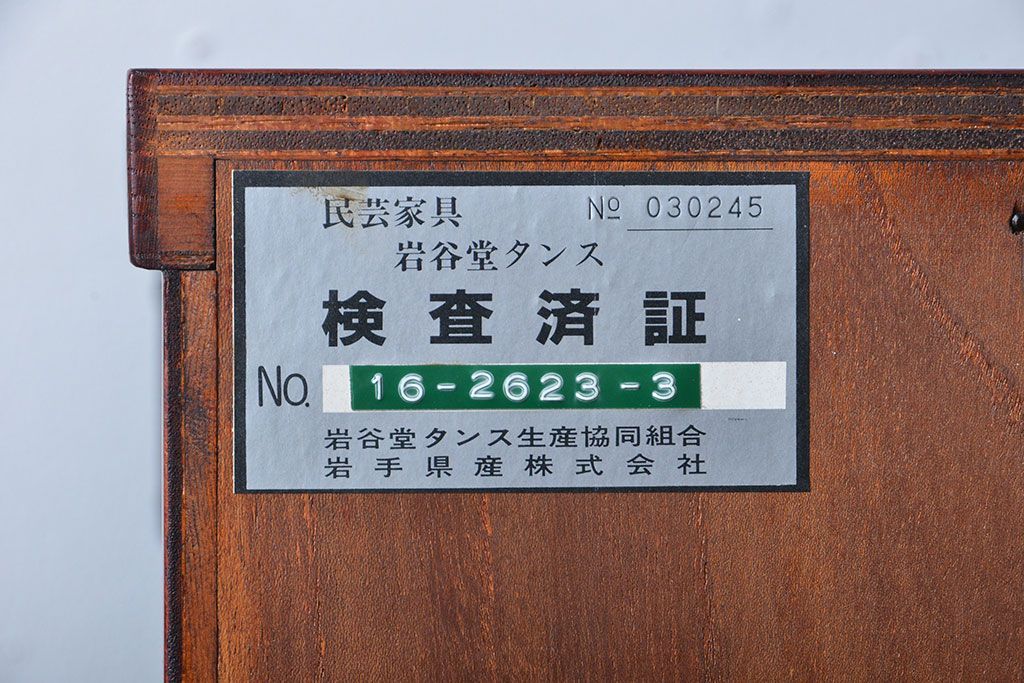 民芸家具 № 030245
岩谷堂タンス
検査済証
No. 16-2623-3
岩谷堂タンス生産協同組合
岩手県産株式会社